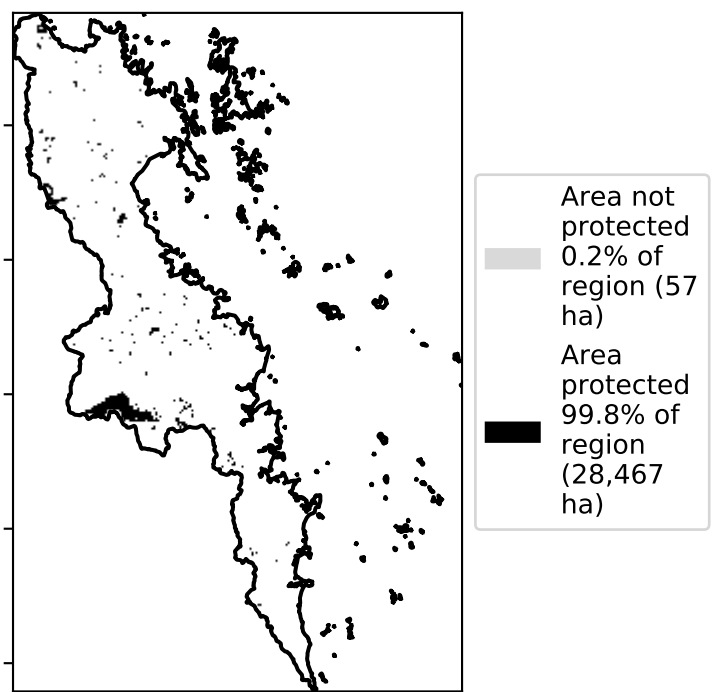 Area not
protected
0.2% of
region (57
ha)
Area
protected
99.8% of
region
(28,467
ha)